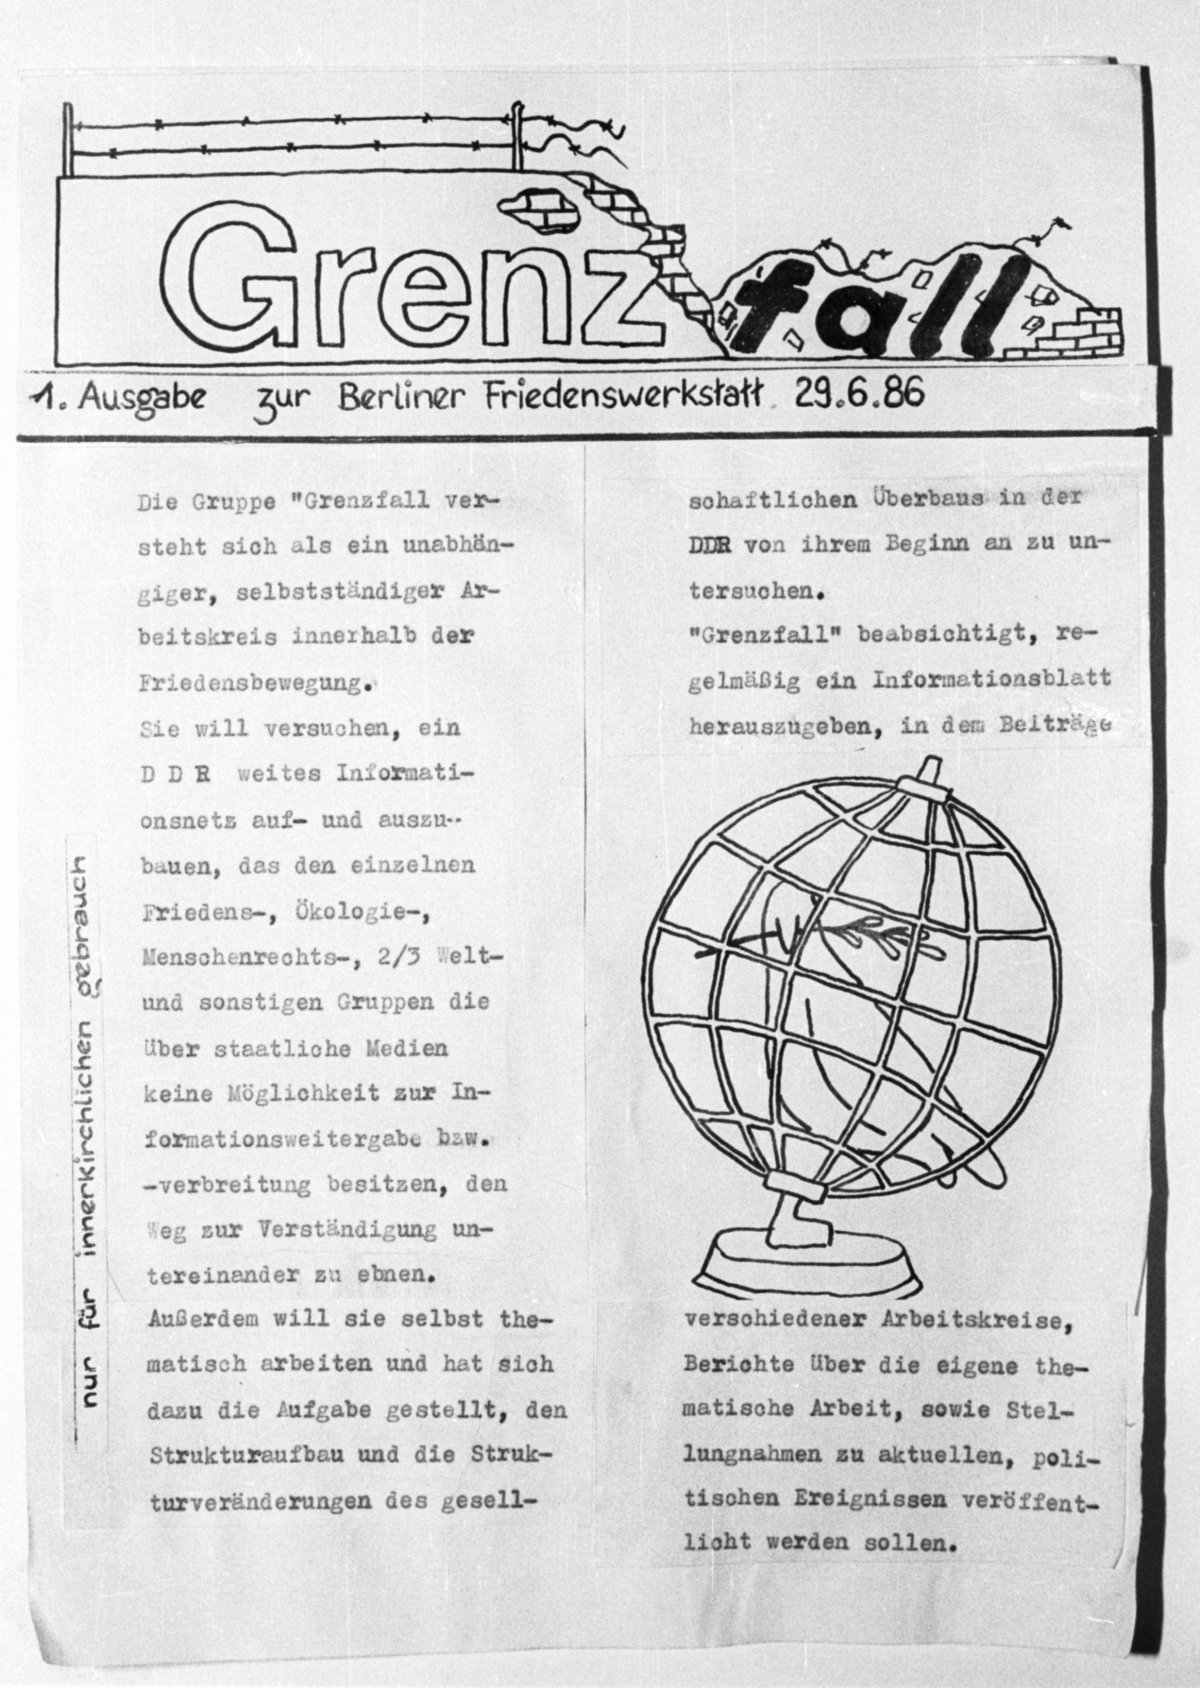 Grenzfall
1. Ausgabe zur Berliner Friedenswerkstatt 29.6.86
Die Gruppe "Grenzfall ver-
steht sich als ein unabhän-
giger, selbstständiger Ar-
beitskreis innerhalb der
Friedensbewegung.
Sie will versuchen, ein
D D R weites Informati-
onsnetz auf- und auszu-
bauen, das den einzelnen
Friedens-, Ökologie-,
Menschenrechts-, 2/3 Welt-
und sonstigen Gruppen die
über staatliche Medien
keine Möglichkeit zur In-
formationsweitergabe bzw.
-verbreitung besitzen, den
Weg zur Verständigung un-
tereinander zu ebnen.
Außerdem will sie selbst the-
matisch arbeiten und hat sich
dazu die Aufgabe gestellt, den
Strukturaufbau und die Struk-
turveränderungen des gesell-
schaftlichen Überbaus in der
DDR von ihrem Beginn an zu un-
tersuchen.
"Grenzfall" beabsichtigt, re-
gelmäßig ein Informationsblatt
herauszugeben, in dem Beiträge
verschiedener Arbeitskreise,
Berichte über die eigene the-
matische Arbeit, sowie Stel-
lungnahmen zu aktuellen, poli-
tischen Ereignissen veröffent-
licht werden sollen.
nur für innerkirchlichen gebrauch